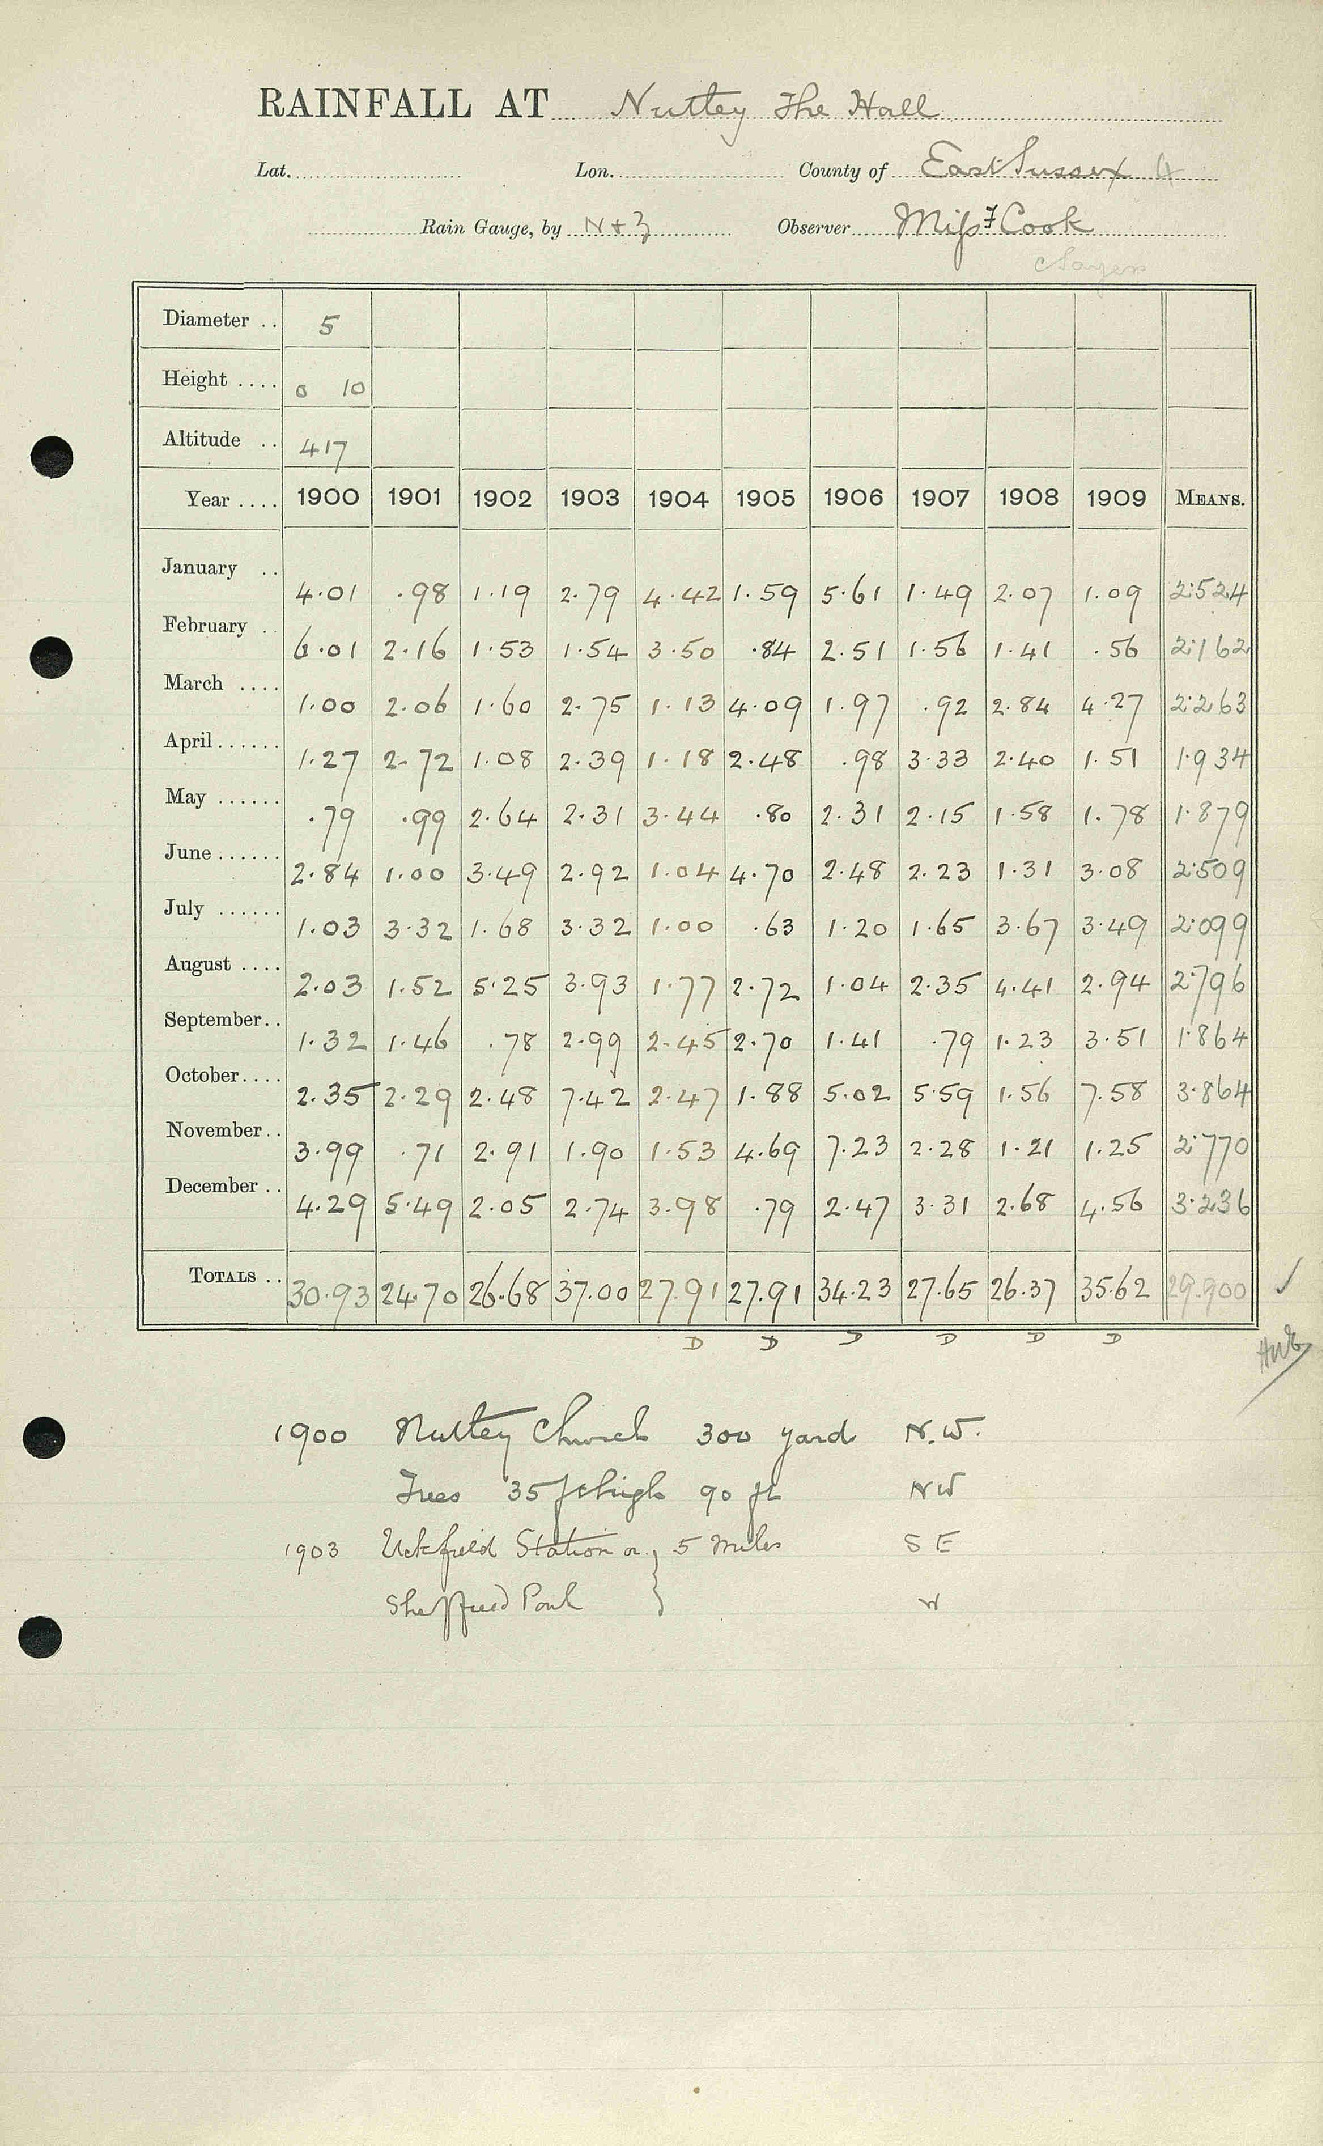 RAINFALL AT Nutley The Hall
Lat. Lon. County of East Sussex 4
Rain Gauge, by N+Z Observer Miss F Cook
Diameter .. 5
Height .... 0 10
Altitude .. 417
Year .... 1900 1901 1902 1903 1904 1905 1906 1907 1908 1909 MEANS.
January .. 4.01 .98 1.19 2.79 4.42 1.59 5.61 1.49 2.07 1.09 2.524
February .. 6.01 2.16 1.53 1.54 3.50 .84 2.51 1.56 1.41 .56 2.162
March .... 1.00 2.06 1.60 2.75 1.13 4.09 1.97 .92 2.84 4.27 2.263
April ...... 1.27 2.72 1.08 2.39 1.18 2.48 .98 3.33 2.40 1.51 1.934
May ...... .79 .99 2.64 2.31 3.44 .80 2.31 2.15 1.58 1.78 1.879
June ...... 2.84 1.00 3.49 2.92 1.04 4.70 2.48 2.23 1.31 3.08 2.509
July ...... 1.03 3.32 1.68 3.32 1.00 .63 1.20 1.65 3.67 3.49 2.099
August .... 2.03 1.52 5.25 3.93 1.77 2.72 1.04 2.35 4.41 2.94 2.796
September .. 1.32 1.46 .78 2.99 2.45 2.70 1.41 .79 1.23 3.51 1.864
October .... 2.35 2.29 2.48 7.42 2.47 1.88 5.02 5.59 1.56 7.58 3.864
November .. 3.99 .71 2.91 1.90 1.53 4.69 7.23 2.28 1.21 1.25 2.770
December .. 4.29 5.49 2.05 2.74 3.98 .79 2.47 3.31 2.68 4.56 3.236
TOTALS .. 30.93 24.70 26.68 37.00 27.91 27.91 34.23 27.65 26.37 35.62 29.900
D D D D D D
1900 Nutley Church 300 yard N.W.
Trees 35 ft high 90 ft NW
1903 Uckfield Station or } 5 miles S E
Sheffield Park } W